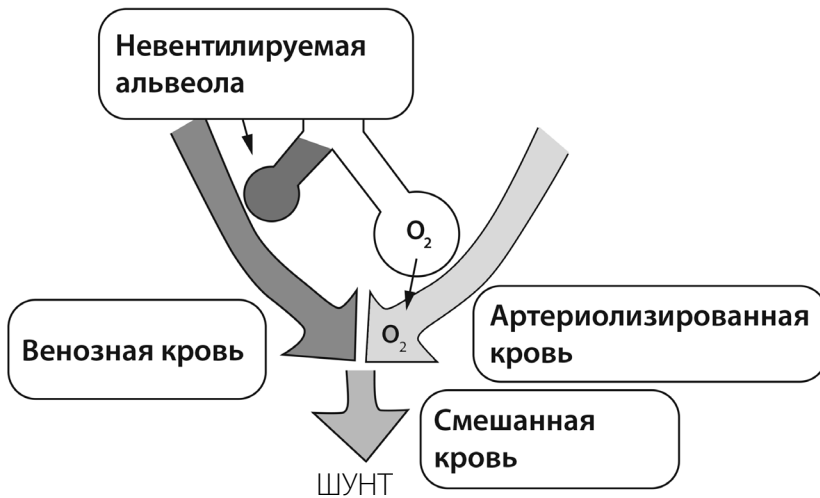 Невентилируемая
альвеола
O₂
Венозная кровь
O₂
Артериолизированная
кровь
Смешанная
кровь
ШУНТ